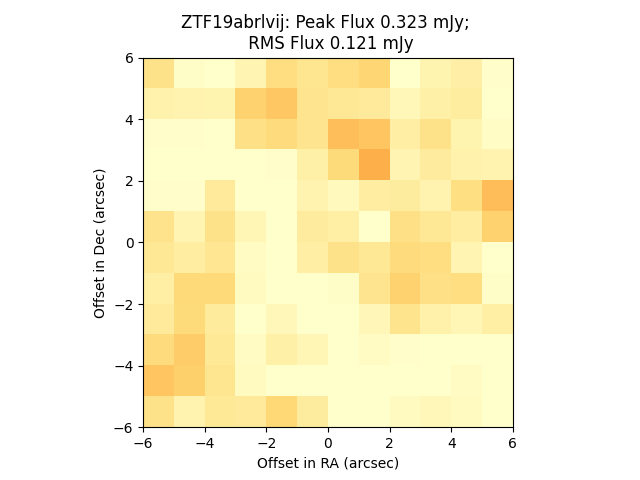 ZTF19abrlvij: Peak Flux 0.323 mJy;
RMS Flux 0.121 mJy
6
4
2
0
−2
−4
−6
Offset in Dec (arcsec)
−6 −4 −2 0 2 4 6
Offset in RA (arcsec)